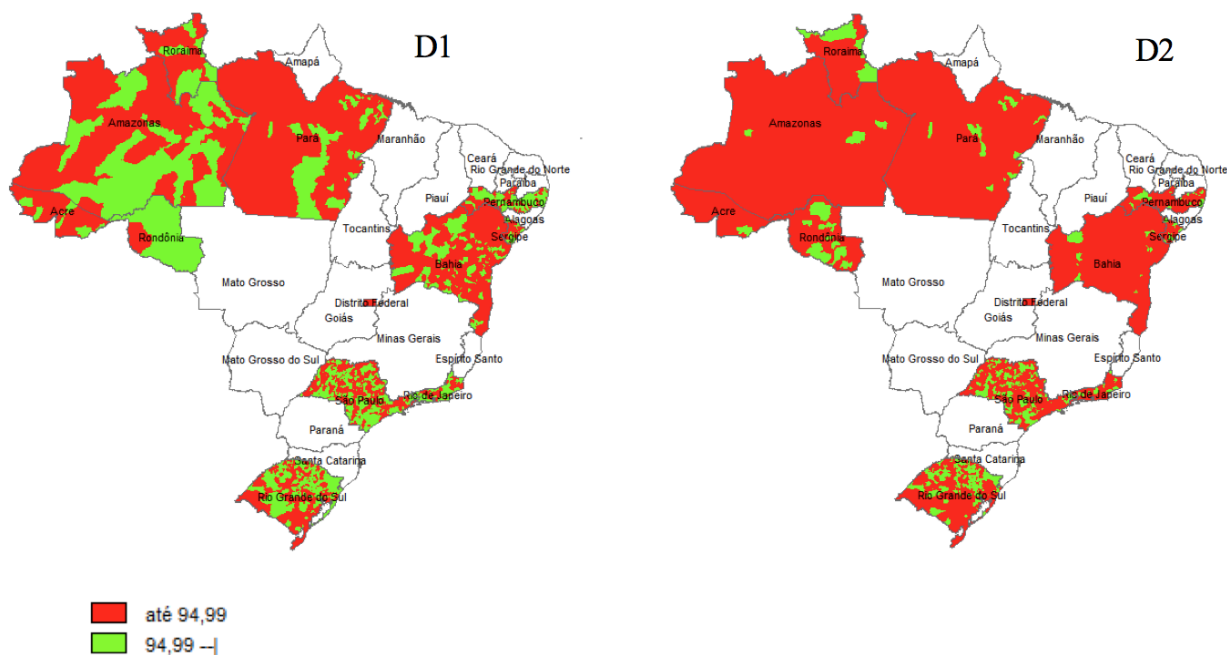 D1
Roraima
Amapá
Amazonas
Pará
Maranhão
Ceará
Rio Grande do Norte
Paraíba
Piauí
Pernambuco
Alagoas
Sergipe
Acre
Rondônia
Tocantins
Bahia
Mato Grosso
Distrito Federal
Goiás
Minas Gerais
Mato Grosso do Sul
Espírito Santo
São Paulo
Rio de Janeiro
Paraná
Santa Catarina
Rio Grande do Sul
D2
Roraima
Amapá
Amazonas
Pará
Maranhão
Ceará
Rio Grande do Norte
Paraíba
Piauí
Pernambuco
Alagoas
Sergipe
Acre
Rondônia
Tocantins
Bahia
Mato Grosso
Distrito Federal
Goiás
Minas Gerais
Mato Grosso do Sul
Espírito Santo
São Paulo
Rio de Janeiro
Paraná
Santa Catarina
Rio Grande do Sul
até 94,99
94,99 --|